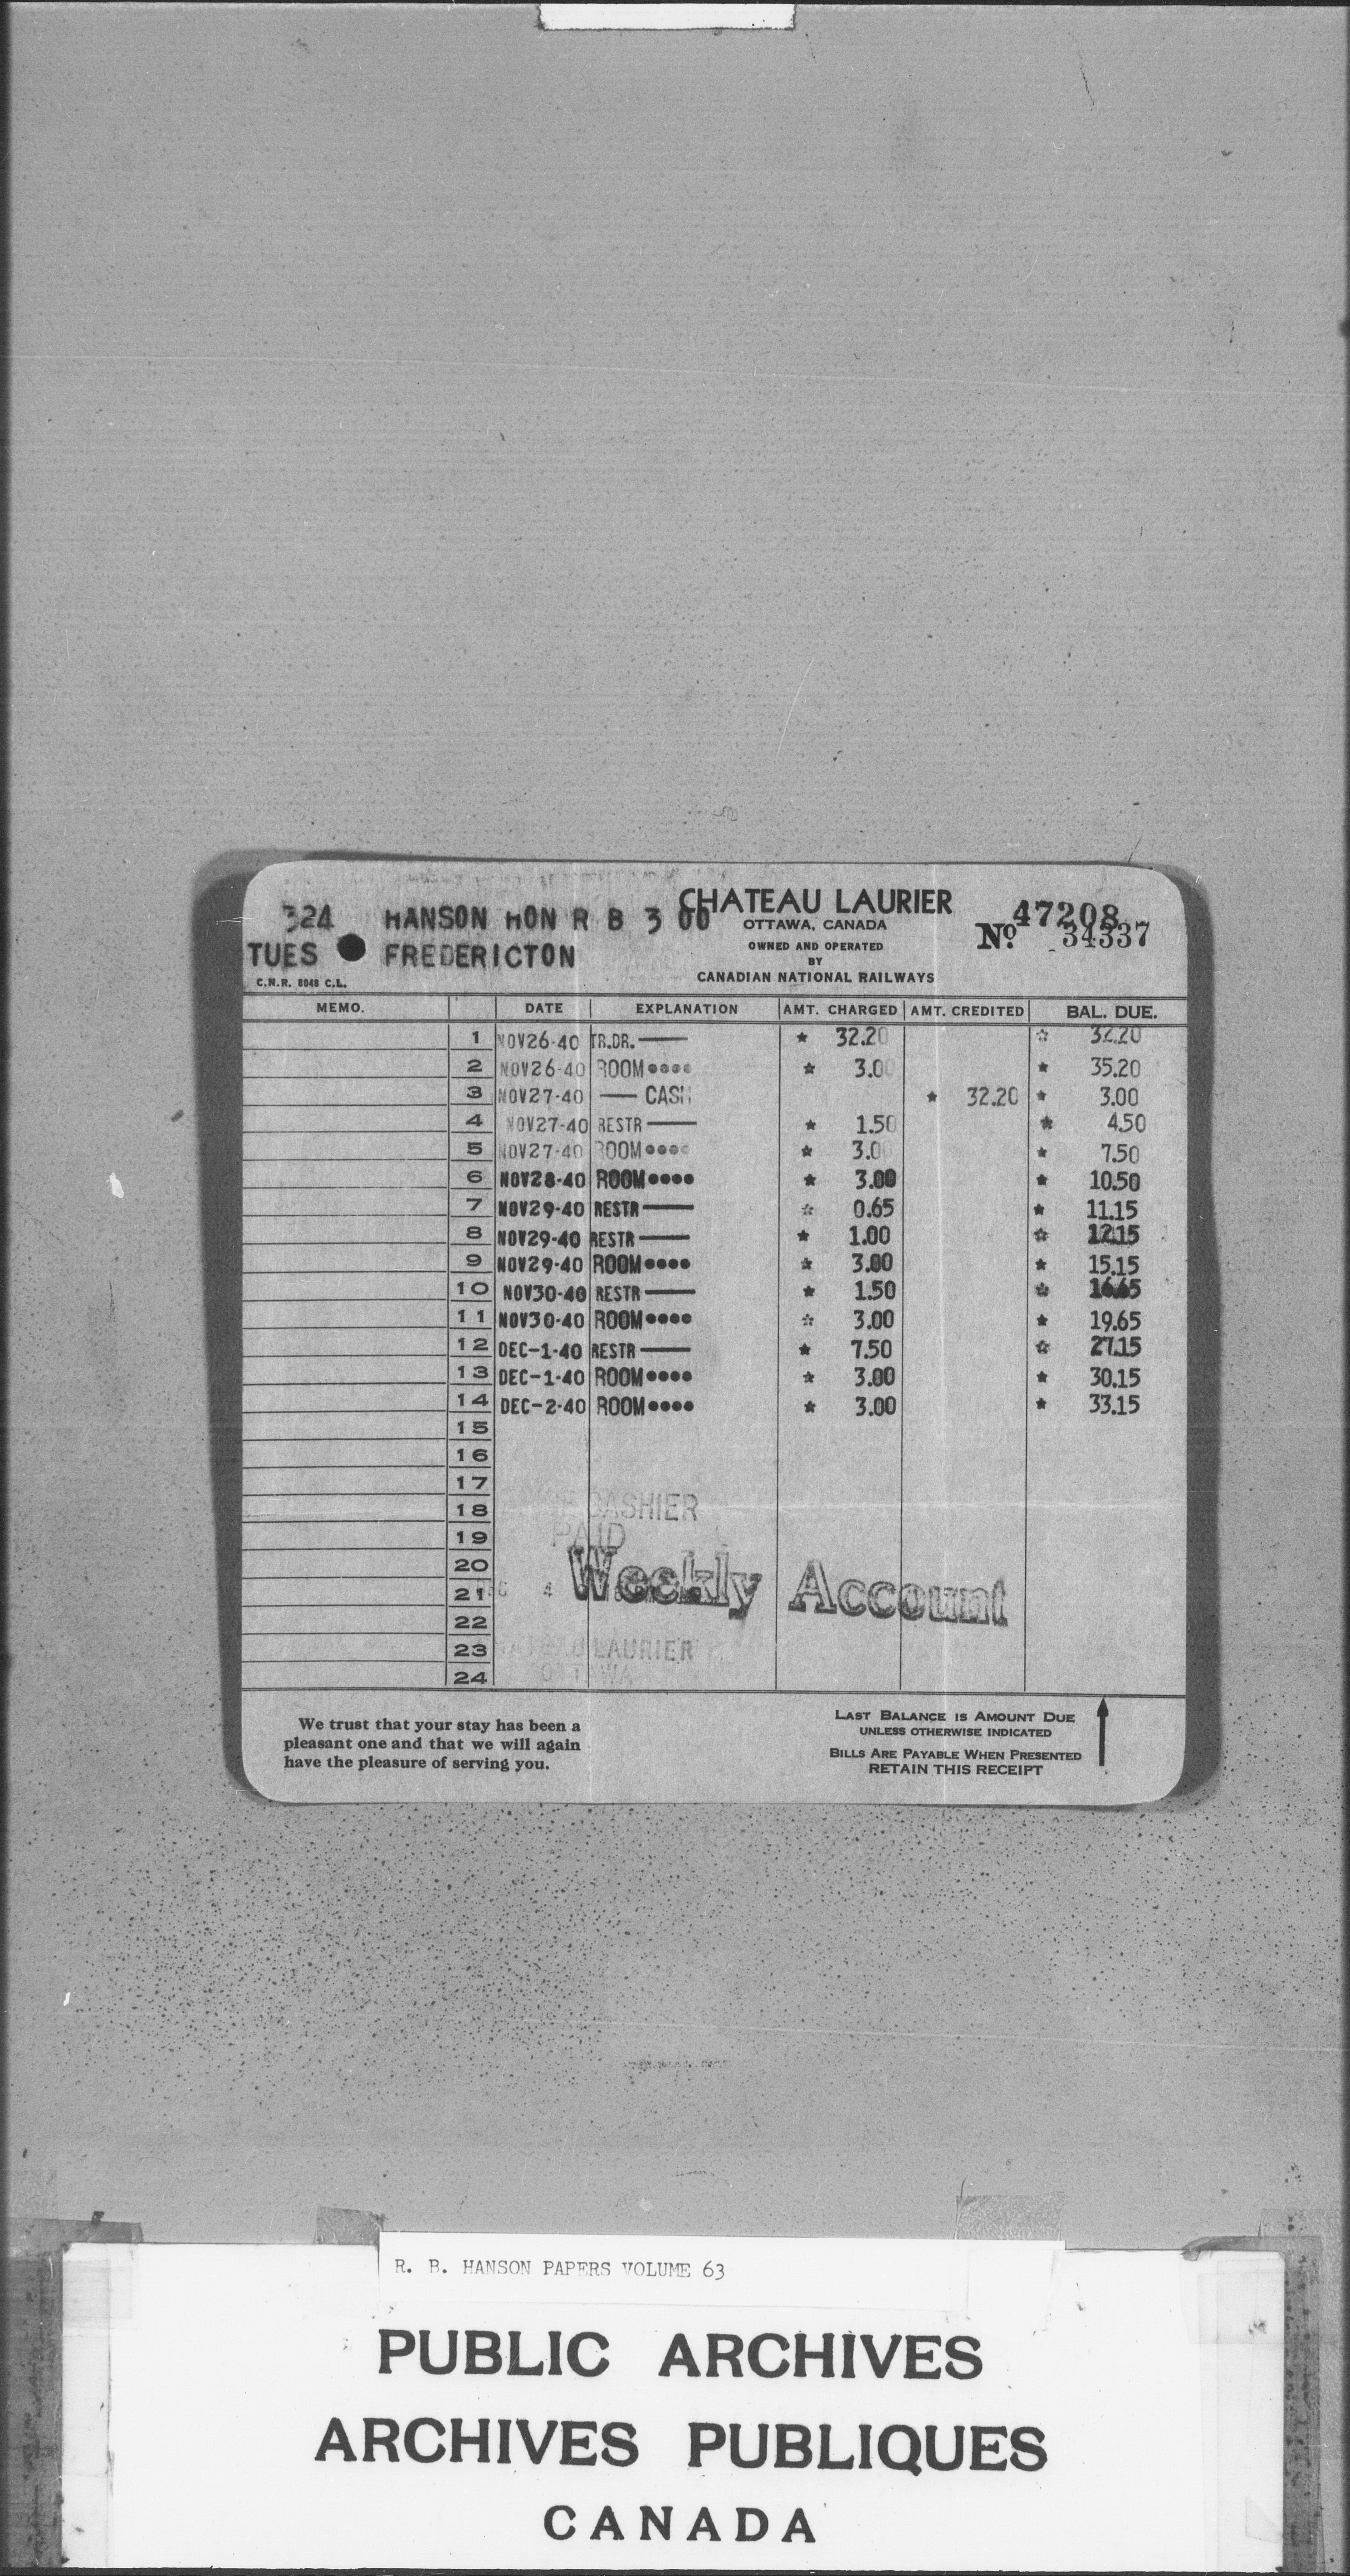 324 HANSON HON R B 3 00
TUES FREDERICTON
C.N.R. 8048 C.L.
CHATEAU LAURIER
OTTAWA, CANADA
OWNED AND OPERATED
BY
CANADIAN NATIONAL RAILWAYS
47208
Nº 34337
MEMO. DATE EXPLANATION AMT. CHARGED AMT. CREDITED BAL. DUE.
1 NOV26-40 TR.DR. — ★ 32.20 ☆ 32.20
2 NOV26-40 ROOM●●●● ★ 3.00 ★ 35.20
3 NOV27-40 — CASH ★ 32.20 ★ 3.00
4 NOV27-40 RESTR — ★ 1.50 ★ 4.50
5 NOV27-40 ROOM●●●● ★ 3.00 ★ 7.50
6 NOV28-40 ROOM●●●● ★ 3.00 ★ 10.50
7 NOV29-40 RESTR — ☆ 0.65 ★ 11.15
8 NOV29-40 RESTR — ★ 1.00 ☆ 12.15
9 NOV29-40 ROOM●●●● ★ 3.00 ★ 15.15
10 NOV30-40 RESTR — ★ 1.50 ☆ 16.65
11 NOV30-40 ROOM●●●● ☆ 3.00 ★ 19.65
12 DEC-1-40 RESTR — ★ 7.50 ☆ 27.15
13 DEC-1-40 ROOM●●●● ★ 3.00 ★ 30.15
14 DEC-2-40 ROOM●●●● ★ 3.00 ★ 33.15
15
16
17
18 CASHIER
19 PAID
20 Weekly Account
21 4
22
23 LAURIER
24
We trust that your stay has been a
pleasant one and that we will again
have the pleasure of serving you.
LAST BALANCE IS AMOUNT DUE
UNLESS OTHERWISE INDICATED
BILLS ARE PAYABLE WHEN PRESENTED
RETAIN THIS RECEIPT
R. B. HANSON PAPERS VOLUME 63
PUBLIC ARCHIVES
ARCHIVES PUBLIQUES
CANADA